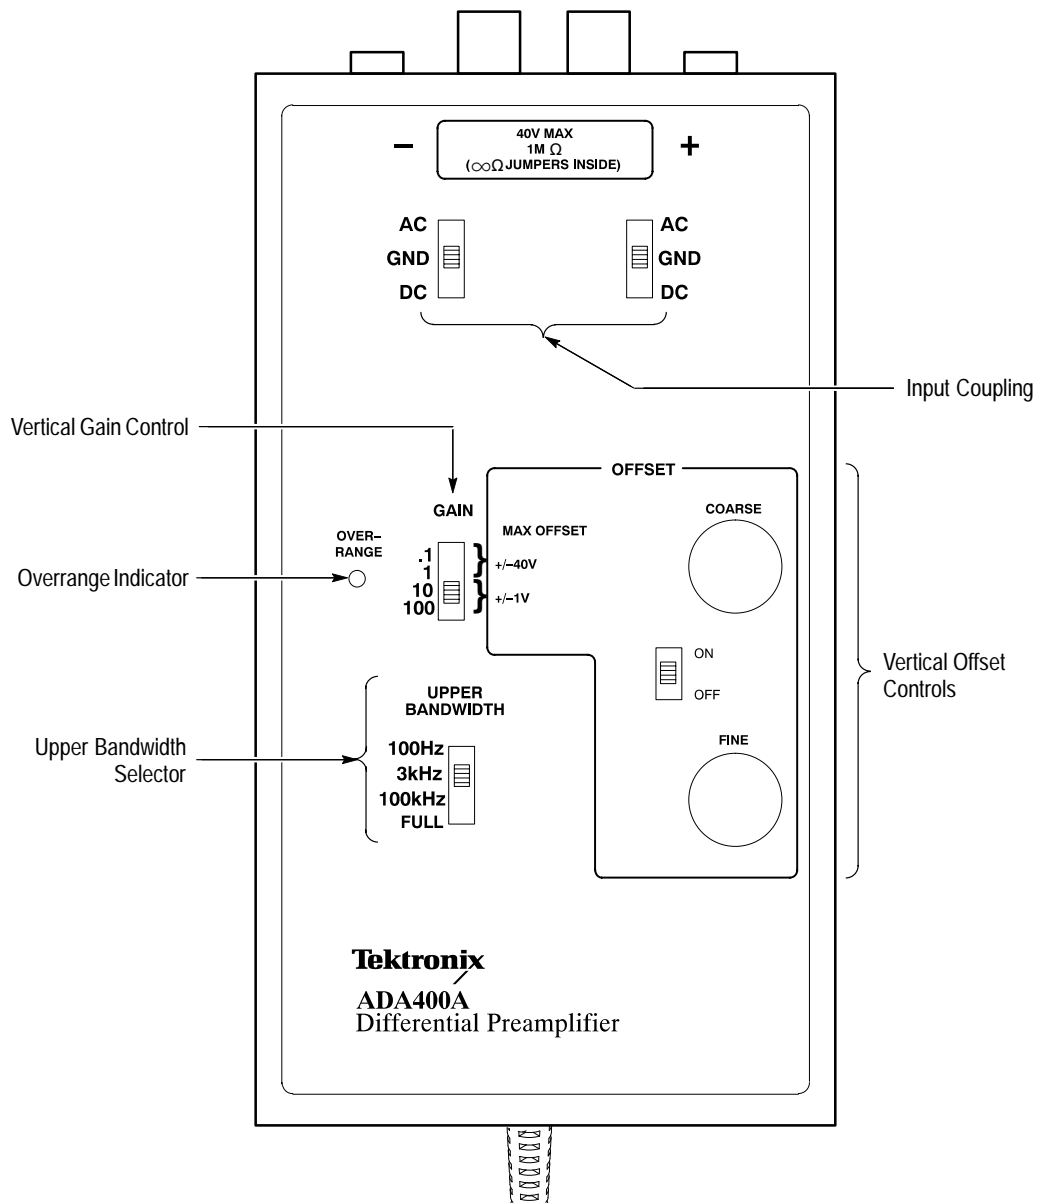 40V MAX
1M Ω
(∞Ω JUMPERS INSIDE)
− +
AC AC
GND GND
DC DC
Input Coupling
Vertical Gain Control
OFFSET
GAIN
COARSE
MAX OFFSET
OVER–
RANGE
.1
+/–40V
1
Overrange Indicator
10
+/–1V
100
ON
OFF
Vertical Offset
Controls
UPPER
BANDWIDTH
FINE
Upper Bandwidth
Selector
100Hz
3kHz
100kHz
FULL
Tektronix
ADA400A
Differential Preamplifier